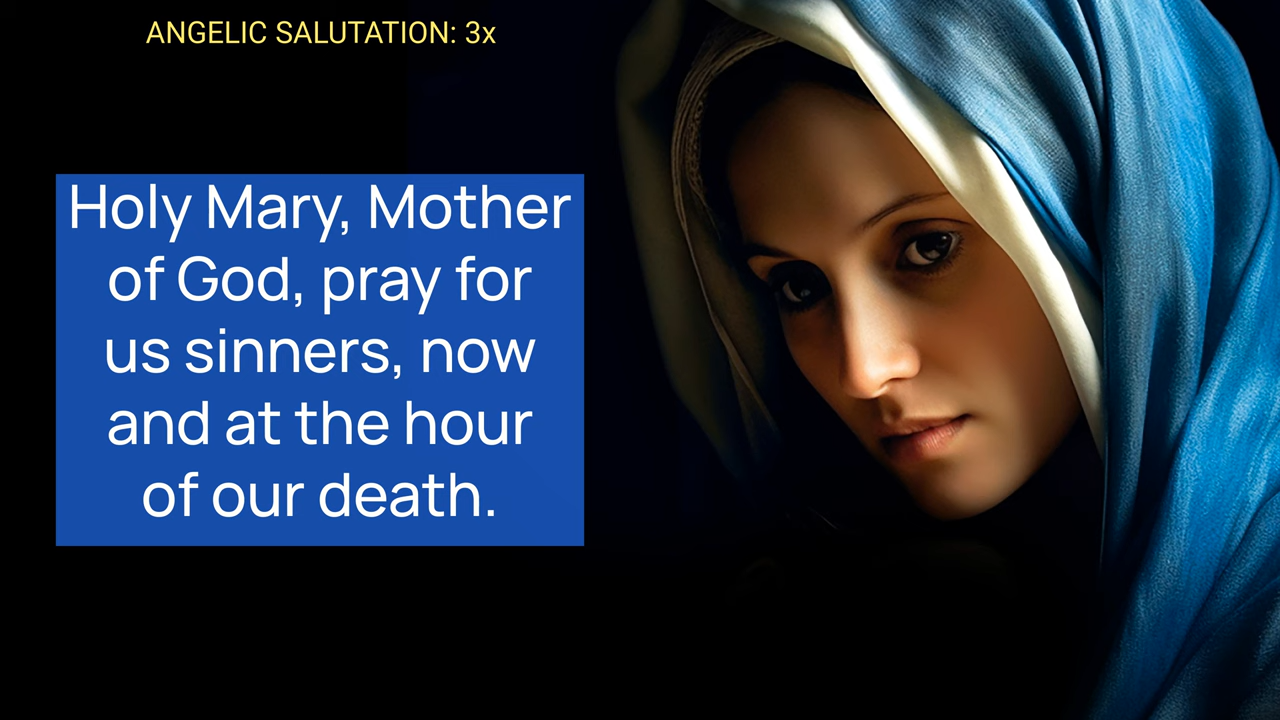 ANGELIC SALUTATION: 3x
Holy Mary, Mother
of God, pray for
us sinners, now
and at the hour
of our death.